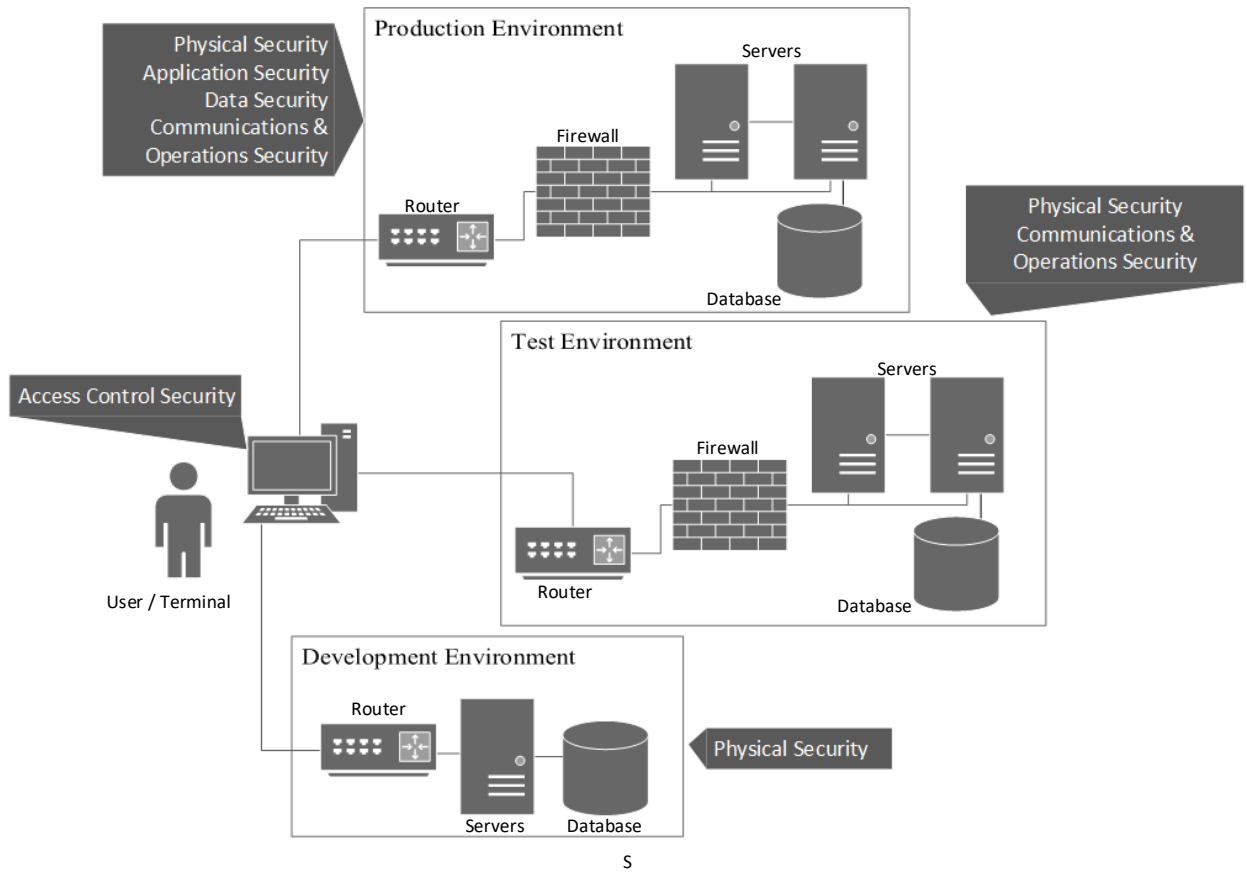 Production Environment
Physical Security
Application Security
Data Security
Communications &
Operations Security
Servers
Firewall
Router
Database
Physical Security
Communications &
Operations Security
Test Environment
Servers
Firewall
Router
Database
Access Control Security
User / Terminal
Development Environment
Router
Servers
Database
Physical Security
S